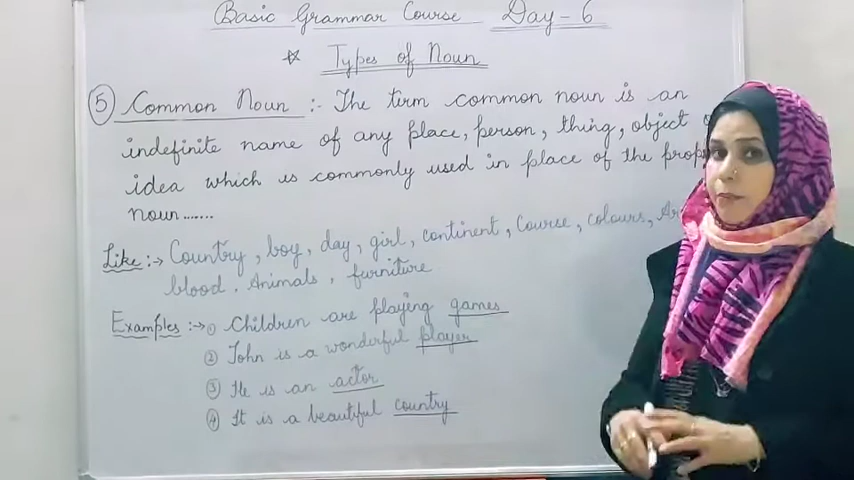 Basic Grammar Course Day - 6
☆ Types of Noun
5 Common Noun :- The term common noun is an
indefinite name of any place, person, thing, object
idea which is commonly used in place of the
noun.......
Like :→ Country, boy, day, girl, continent, Course, colours,
blood. Animals, furniture
Examples :→ ① Children are playing games
② John is a wonderful player
③ He is an actor
④ It is a beautiful country